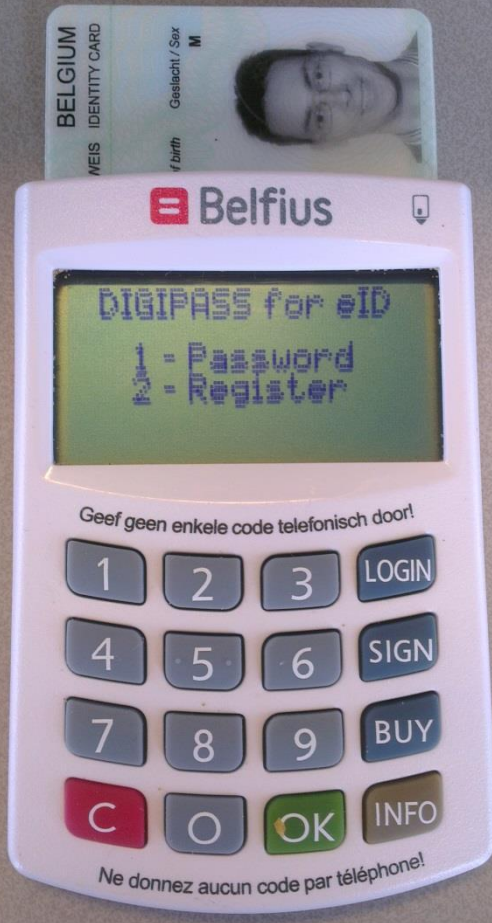 BELGIUM
IDENTITY CARD
Geslacht / Sex
M
birth
Belfius
DIGIPASS for eID
1 - Password
2 - Register
Geef geen enkele code telefonisch door!
1 2 3 LOGIN
4 5 6 SIGN
7 8 9 BUY
C 0 OK INFO
Ne donnez aucun code par téléphone!